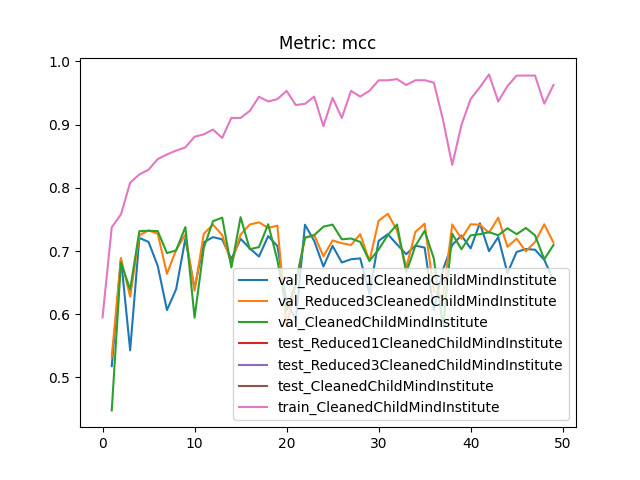 Metric: mcc
1.0
0.9
0.8
0.7
0.6
0.5
val_Reduced1CleanedChildMindInstitute
val_Reduced3CleanedChildMindInstitute
val_CleanedChildMindInstitute
test_Reduced1CleanedChildMindInstitute
test_Reduced3CleanedChildMindInstitute
test_CleanedChildMindInstitute
train_CleanedChildMindInstitute
0 10 20 30 40 50